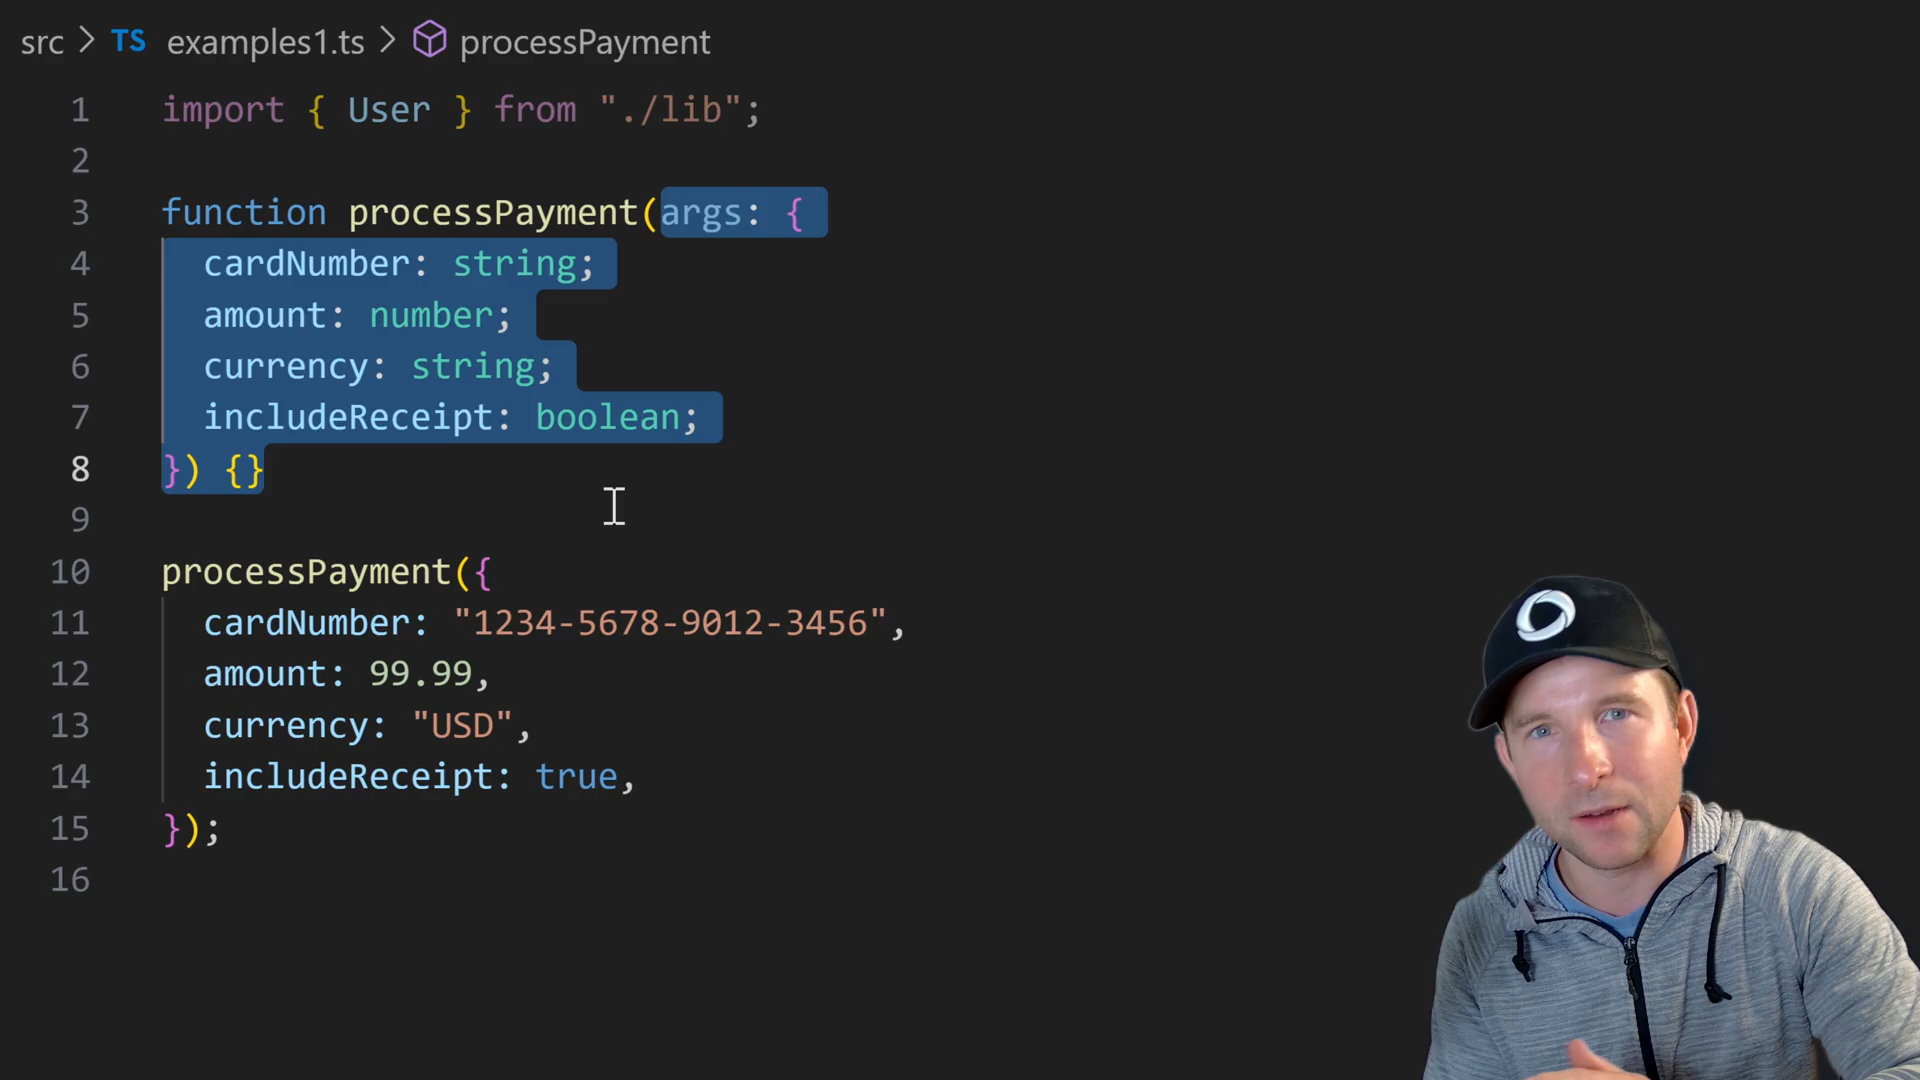 src > TS examples1.ts > processPayment
1 import { User } from "./lib";
2
3 function processPayment(args: {
4 cardNumber: string;
5 amount: number;
6 currency: string;
7 includeReceipt: boolean;
8 }) {}
9
10 processPayment({
11 cardNumber: "1234-5678-9012-3456",
12 amount: 99.99,
13 currency: "USD",
14 includeReceipt: true,
15 });
16